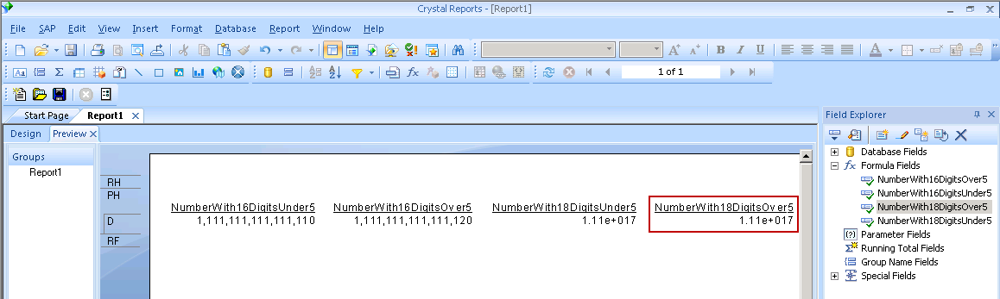 Crystal Reports - [Report1]
File SAP Edit View Insert Format Database Report Window Help
1 of 1
Start Page Report1
Design Preview
Groups
Report1
RH
PH
D
RF
NumberWith16DigitsUnder5 NumberWith16DigitsOver5 NumberWith18DigitsUnder5 NumberWith18DigitsOver5
1,111,111,111,111,110 1,111,111,111,111,120 1.11e+017 1.11e+017
Field Explorer
Database Fields
Formula Fields
NumberWith16DigitsOver5
NumberWith16DigitsUnder5
NumberWith18DigitsOver5
NumberWith18DigitsUnder5
Parameter Fields
Running Total Fields
Group Name Fields
Special Fields